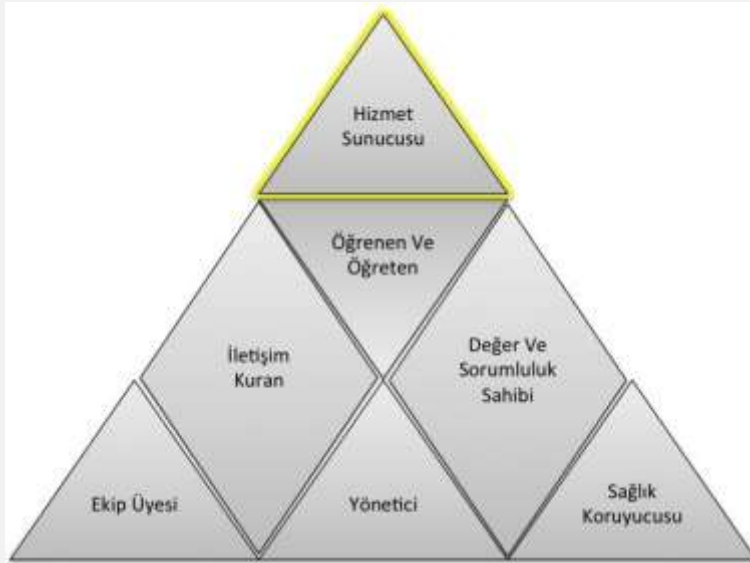 Hizmet
Sunucusu
Öğrenen Ve
Öğreten
İletişim
Kuran
Değer Ve
Sorumluluk
Sahibi
Ekip Üyesi
Yönetici
Sağlık
Koruyucusu